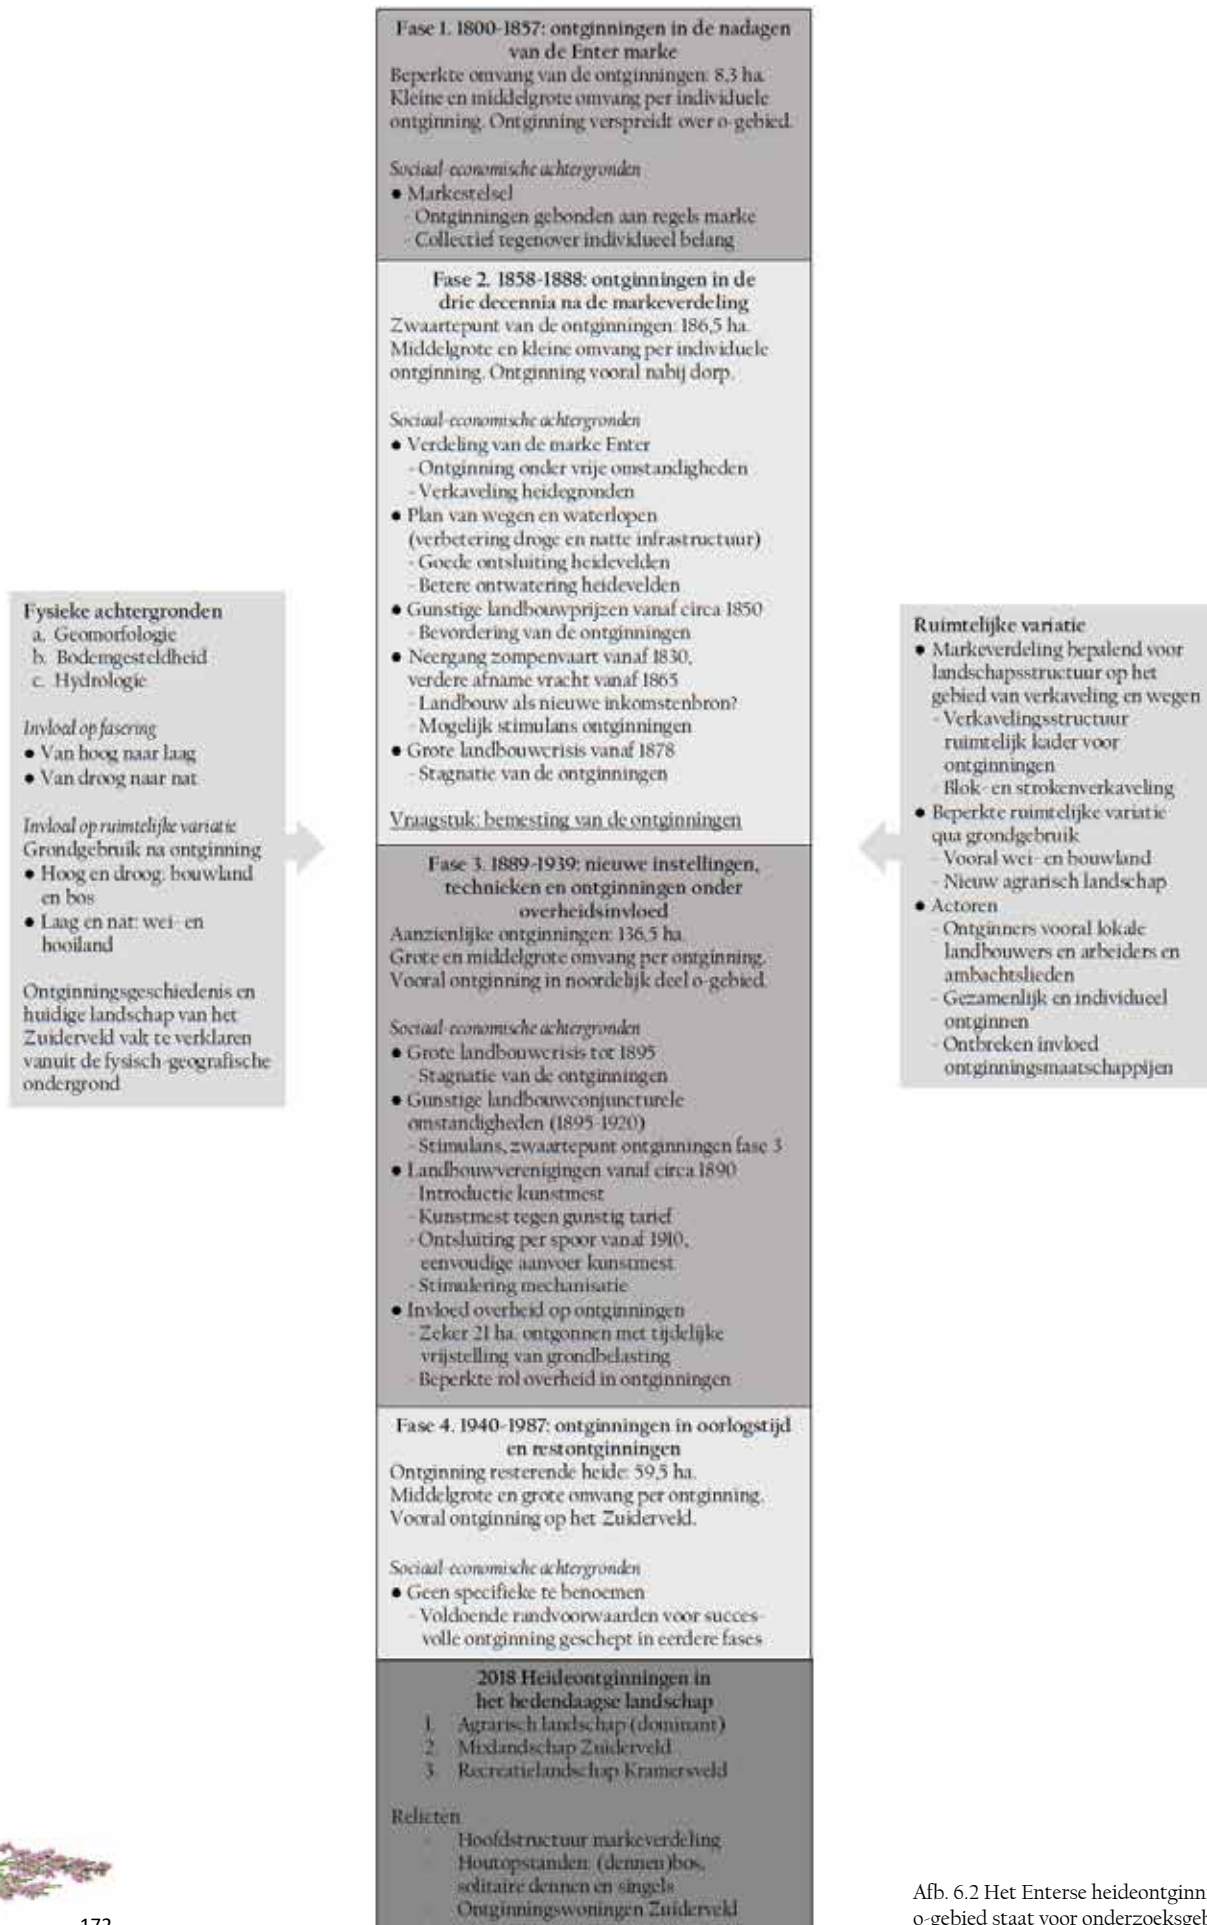 Fase 1. 1800-1857: ontginningen in de nadagen
van de Enter marke
Beperkte omvang van de ontginningen: 8,3 ha.
Kleine en middelgrote omvang per individuele
ontginning. Ontginning verspreidt over o-gebied.
Sociaal-economische achtergronden
● Markestelsel
- Ontginningen gebonden aan regels marke
- Collectief tegenover individueel belang
Fase 2. 1858-1888: ontginningen in de
drie decennia na de markeverdeling
Zwaartepunt van de ontginningen: 186,5 ha.
Middelgrote en kleine omvang per individuele
ontginning. Ontginning vooral nabij dorp.
Sociaal-economische achtergronden
● Verdeling van de marke Enter
- Ontginning onder vrije omstandigheden
- Verkaveling heidegronden
● Plan van wegen en waterlopen
(verbetering droge en natte infrastructuur)
- Goede ontsluiting heidevelden
- Betere ontwatering heidevelden
● Gunstige landbouwprijzen vanaf circa 1850
- Bevordering van de ontginningen
● Neergang zompenvaart vanaf 1830,
verdere afname vracht vanaf 1865
- Landbouw als nieuwe inkomstenbron?
- Mogelijk stimulans ontginningen
● Grote landbouwcrisis vanaf 1878
- Stagnatie van de ontginningen
Vraagstuk: bemesting van de ontginningen
Fase 3. 1889-1939: nieuwe instellingen,
technieken en ontginningen onder
overheidsinvloed
Aanzienlijke ontginningen: 136,5 ha.
Grote en middelgrote omvang per ontginning.
Vooral ontginning in noordelijk deel o-gebied.
Sociaal-economische achtergronden
● Grote landbouwcrisis tot 1895
- Stagnatie van de ontginningen
● Gunstige landbouwconjuncturele
omstandigheden (1895-1920)
- Stimulans, zwaartepunt ontginningen fase 3
● Landbouwverenigingen vanaf circa 1890
- Introductie kunstmest
- Kunstmest tegen gunstig tarief
- Ontsluiting per spoor vanaf 1910,
eenvoudige aanvoer kunstmest
- Stimulering mechanisatie
● Invloed overheid op ontginningen
- Zeker 21 ha. ontgonnen met tijdelijke
vrijstelling van grondbelasting
- Beperkte rol overheid in ontginningen
Fase 4. 1940-1987: ontginningen in oorlogstijd
en restontginningen
Ontginning resterende heide: 59,5 ha.
Middelgrote en grote omvang per ontginning.
Vooral ontginning op het Zuiderveld.
Sociaal-economische achtergronden
● Geen specifieke te benoemen
- Voldoende randvoorwaarden voor succes-
volle ontginning geschept in eerdere fases
2018 Heideontginningen in
het hedendaagse landschap
1. Agrarisch landschap (dominant)
2. Mixlandschap Zuiderveld
3. Recreatielandschap Kramersveld
Relicten
- Hoofdstructuur markeverdeling
- Houtopstanden: (dennen)bos,
solitaire dennen en singels
- Ontginningswoningen Zuiderveld
Fysieke achtergronden
a. Geomorfologie
b. Bodemgesteldheid
c. Hydrologie
Invloed op fasering
● Van hoog naar laag
● Van droog naar nat
Invloed op ruimtelijke variatie
Grondgebruik na ontginning
● Hoog en droog: bouwland
en bos
● Laag en nat: wei- en
hooiland
Ontginningsgeschiedenis en
huidige landschap van het
Zuiderveld valt te verklaren
vanuit de fysisch-geografische
ondergrond
Ruimtelijke variatie
● Markeverdeling bepalend voor
landschapsstructuur op het
gebied van verkaveling en wegen
- Verkavelingsstructuur
ruimtelijk kader voor
ontginningen
- Blok- en strokenverkaveling
● Beperkte ruimtelijke variatie
qua grondgebruik
- Vooral wei- en bouwland
- Nieuw agrarisch landschap
● Actoren
- Ontginners vooral lokale
landbouwers en arbeiders en
ambachtslieden
- Gezamenlijk en individueel
ontginnen
- Ontbreken invloed
ontginningsmaatschappijen
172
Afb. 6.2 Het Enterse heideontginn
o-gebied staat voor onderzoeksgeb